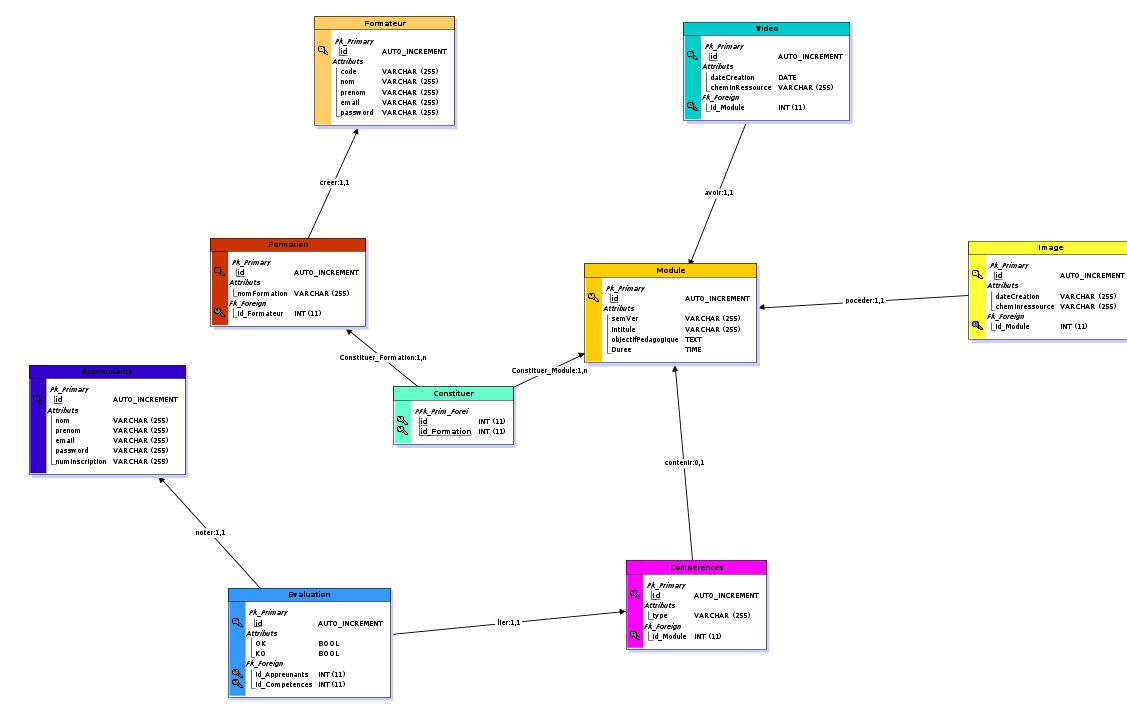 Formateur
Pk_Primary
id AUTO_INCREMENT
Attributs
code VARCHAR (255)
nom VARCHAR (255)
prenom VARCHAR (255)
email VARCHAR (255)
password VARCHAR (255)
Video
Pk_Primary
id AUTO_INCREMENT
Attributs
dateCreation DATE
cheminRessource VARCHAR (255)
Fk_Foreign
id_Module INT (11)
créer:1,1
avoir:1,1
Formation
Pk_Primary
id AUTO_INCREMENT
Attributs
nomFormation VARCHAR (255)
Fk_Foreign
id_Formateur INT (11)
Module
Pk_Primary
id AUTO_INCREMENT
Attributs
semVer VARCHAR (255)
intitule VARCHAR (255)
objectifPedagogique TEXT
Duree TIME
Image
Pk_Primary
id AUTO_INCREMENT
Attributs
dateCreation VARCHAR (255)
cheminressource VARCHAR (255)
Fk_Foreign
id_Module INT (11)
pocèder:1,1
Constituer_Formation:1,n
Constituer_Module:1,n
Constituer
PFk_Prim_Forei
id INT (11)
id_Formation INT (11)
Appreunants
Pk_Primary
id AUTO_INCREMENT
Attributs
nom VARCHAR (255)
prenom VARCHAR (255)
email VARCHAR (255)
password VARCHAR (255)
numInscription VARCHAR (255)
contenir:0,1
noter:1,1
Evaluation
Pk_Primary
id AUTO_INCREMENT
Attributs
OK BOOL
KO BOOL
Fk_Foreign
id_Appreunants INT (11)
id_Competences INT (11)
lier:1,1
Competences
Pk_Primary
id AUTO_INCREMENT
Attributs
type VARCHAR (255)
Fk_Foreign
id_Module INT (11)